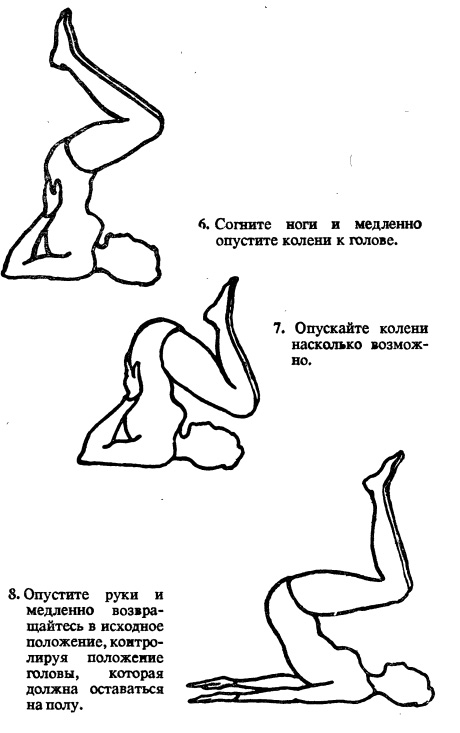 6. Согните ноги и медленно
опустите колени к голове.
7. Опускайте колени
насколько возмож-
но.
8. Опустите руки и
медленно возвра-
щайтесь в исходное
положение, контро-
лируя положение
головы, которая
должна оставаться
на полу.